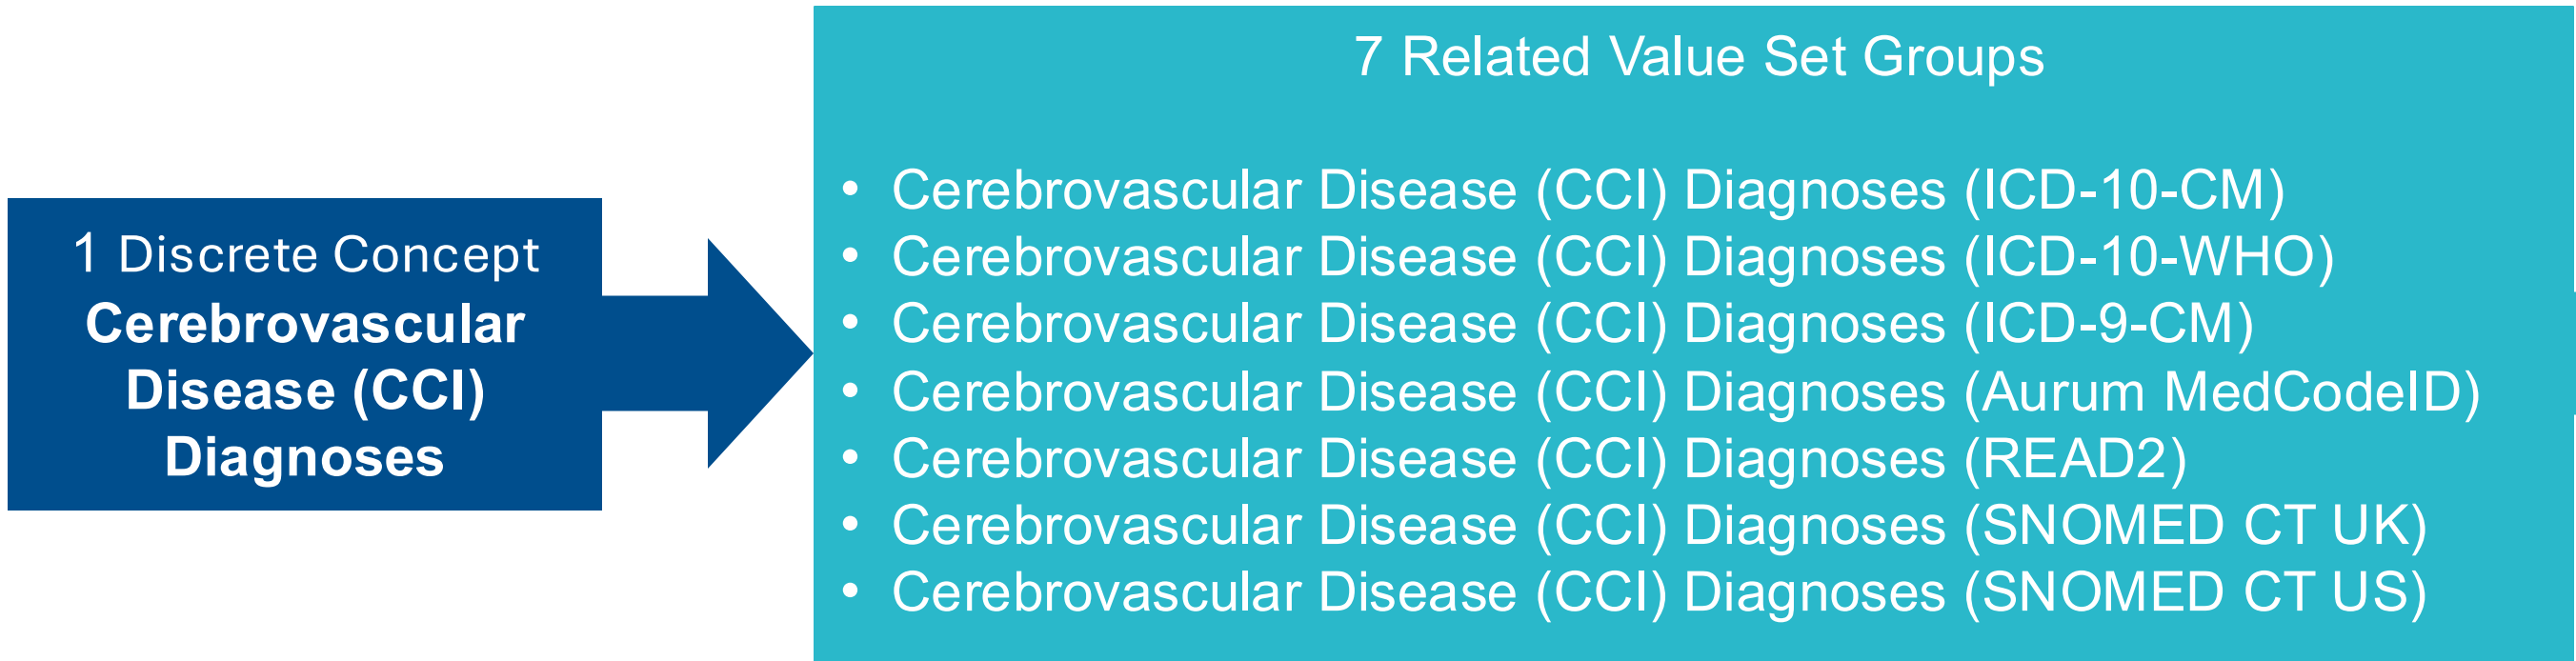 1 Discrete Concept
Cerebrovascular
Disease (CCI)
Diagnoses
7 Related Value Set Groups
• Cerebrovascular Disease (CCI) Diagnoses (ICD-10-CM)
• Cerebrovascular Disease (CCI) Diagnoses (ICD-10-WHO)
• Cerebrovascular Disease (CCI) Diagnoses (ICD-9-CM)
• Cerebrovascular Disease (CCI) Diagnoses (Aurum MedCodeID)
• Cerebrovascular Disease (CCI) Diagnoses (READ2)
• Cerebrovascular Disease (CCI) Diagnoses (SNOMED CT UK)
• Cerebrovascular Disease (CCI) Diagnoses (SNOMED CT US)